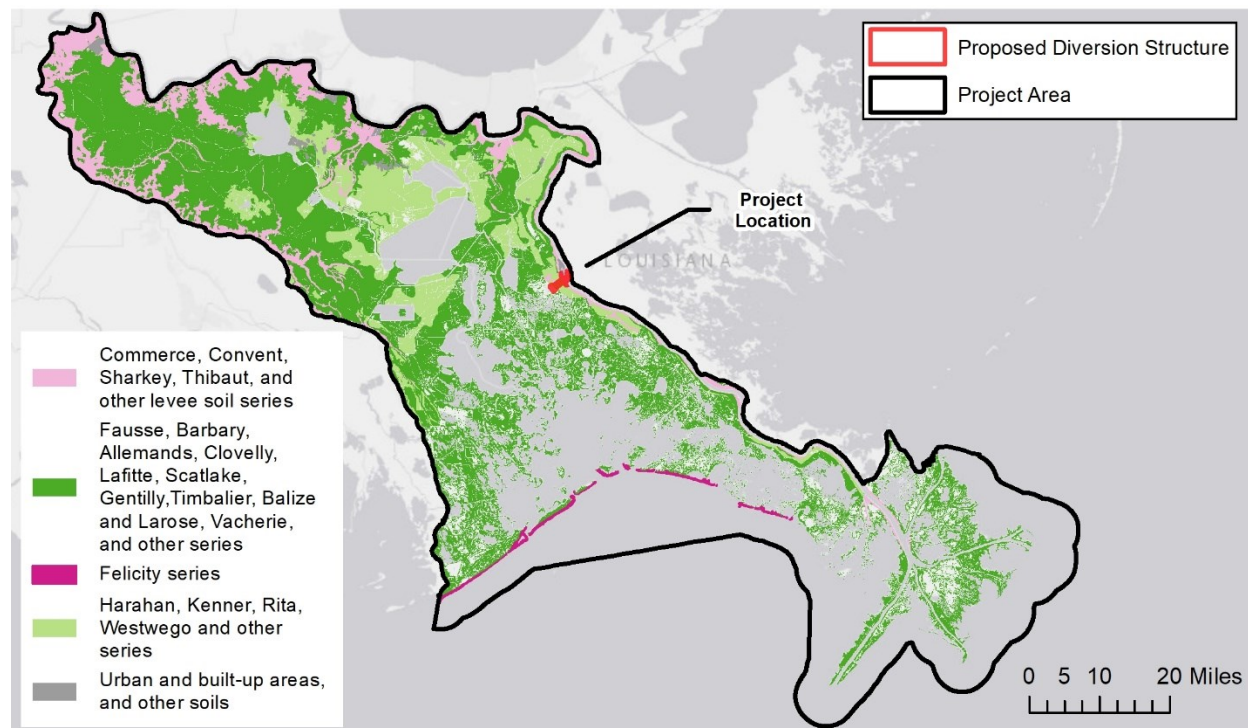 Proposed Diversion Structure
Project Area
Project
Location
LOUISIANA
Commerce, Convent,
Sharkey, Thibaut, and
other levee soil series
Fausse, Barbary,
Allemands, Clovelly,
Lafitte, Scatlake,
Gentilly,Timbalier, Balize
and Larose, Vacherie,
and other series
Felicity series
Harahan, Kenner, Rita,
Westwego and other
series
Urban and built-up areas,
and other soils
0 5 10 20 Miles